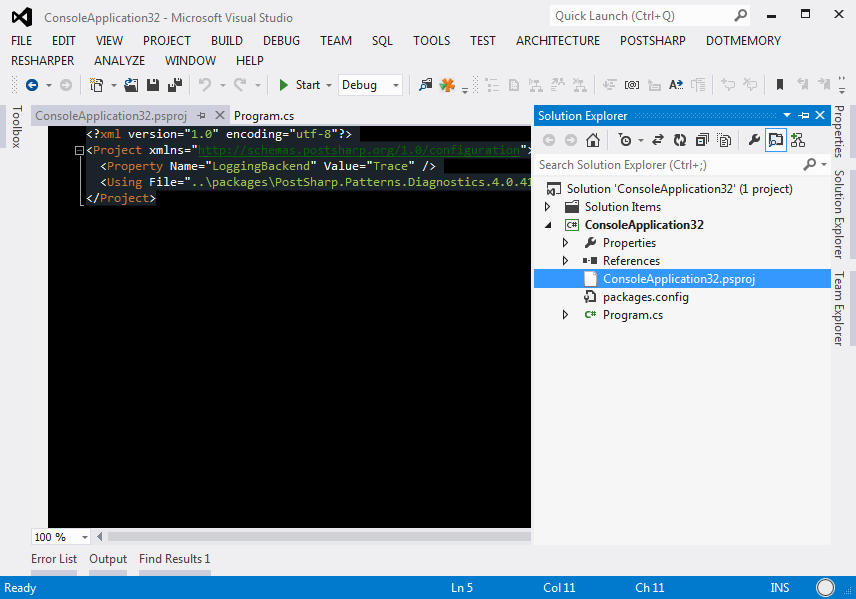 ConsoleApplication32 - Microsoft Visual Studio
Quick Launch (Ctrl+Q)
FILE EDIT VIEW PROJECT BUILD DEBUG TEAM SQL TOOLS TEST ARCHITECTURE POSTSHARP DOTMEMORY
RESHARPER ANALYZE WINDOW HELP
Start Debug
Toolbox
ConsoleApplication32.psproj Program.cs
<?xml version="1.0" encoding="utf-8"?>
<Project xmlns="http://schemas.postsharp.org/1.0/configuration">
<Property Name="LoggingBackend" Value="Trace" />
<Using File="..\packages\PostSharp.Patterns.Diagnostics.4.0.41
</Project>
100 %
Solution Explorer
Search Solution Explorer (Ctrl+;)
Solution 'ConsoleApplication32' (1 project)
Solution Items
C# ConsoleApplication32
Properties
References
ConsoleApplication32.psproj
packages.config
C# Program.cs
Properties
Solution Explorer
Team Explorer
Error List Output Find Results 1
Ready Ln 5 Col 11 Ch 11 INS